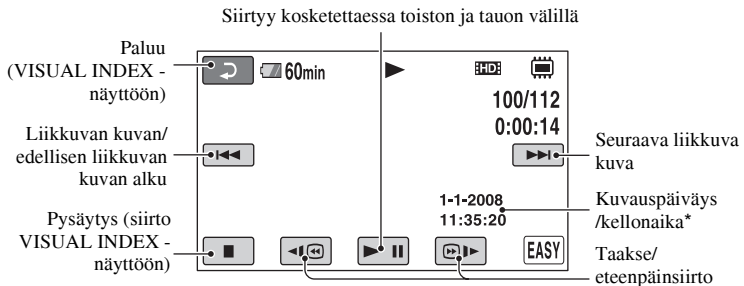 Siirtyy kosketettaessa toiston ja tauon välillä
Paluu
(VISUAL INDEX -
näyttöön)
Liikkuvan kuvan/
edellisen liikkuvan
kuvan alku
Pysäytys (siirto
VISUAL INDEX -
näyttöön)
60min
HD
100/112
0:00:14
1-1-2008
11:35:20
EASY
Seuraava liikkuva
kuva
Kuvauspäiväys
/kellonaika*
Taakse/
eteenpäinsiirto